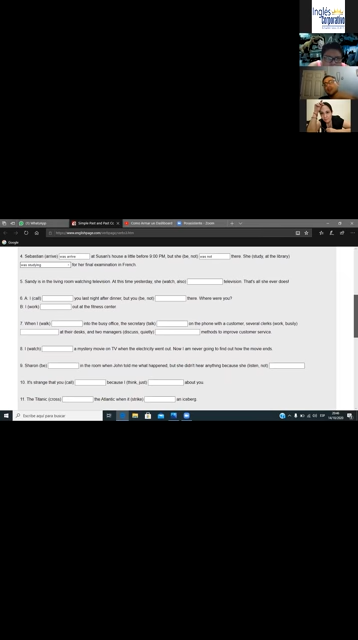 Inglés
Corporativo
WhatsApp
Simple Past and Past Co
Zoom
https://www.englishpage.com
Google
4. Sebastian (arrive) was arrive at Susan's house a little before 9:00 PM, but she (be, not) was not there. She (study, at the library)
was studying for her final examination in French.
5. Sandy is in the living room watching television. At this time yesterday, she (watch, also) television. That's all she ever does!
6. A: I (call) you last night after dinner, but you (be, not) there. Where were you?
B: I (work) out at the fitness center.
7. When I (walk) into the busy office, the secretary (talk) on the phone with a customer, several clerks (work, busily)
at their desks, and two managers (discuss, quietly) methods to improve customer service.
8. I (watch) a mystery movie on TV when the electricity went out. Now I am never going to find out how the movie ends.
9. Sharon (be) in the room when John told me what happened, but she didn't hear anything because she (listen, not)
10. It's strange that you (call) because I (think, just) about you.
11. The Titanic (cross) the Atlantic when it (strike) an iceberg.
Escribe aquí para buscar
ESP